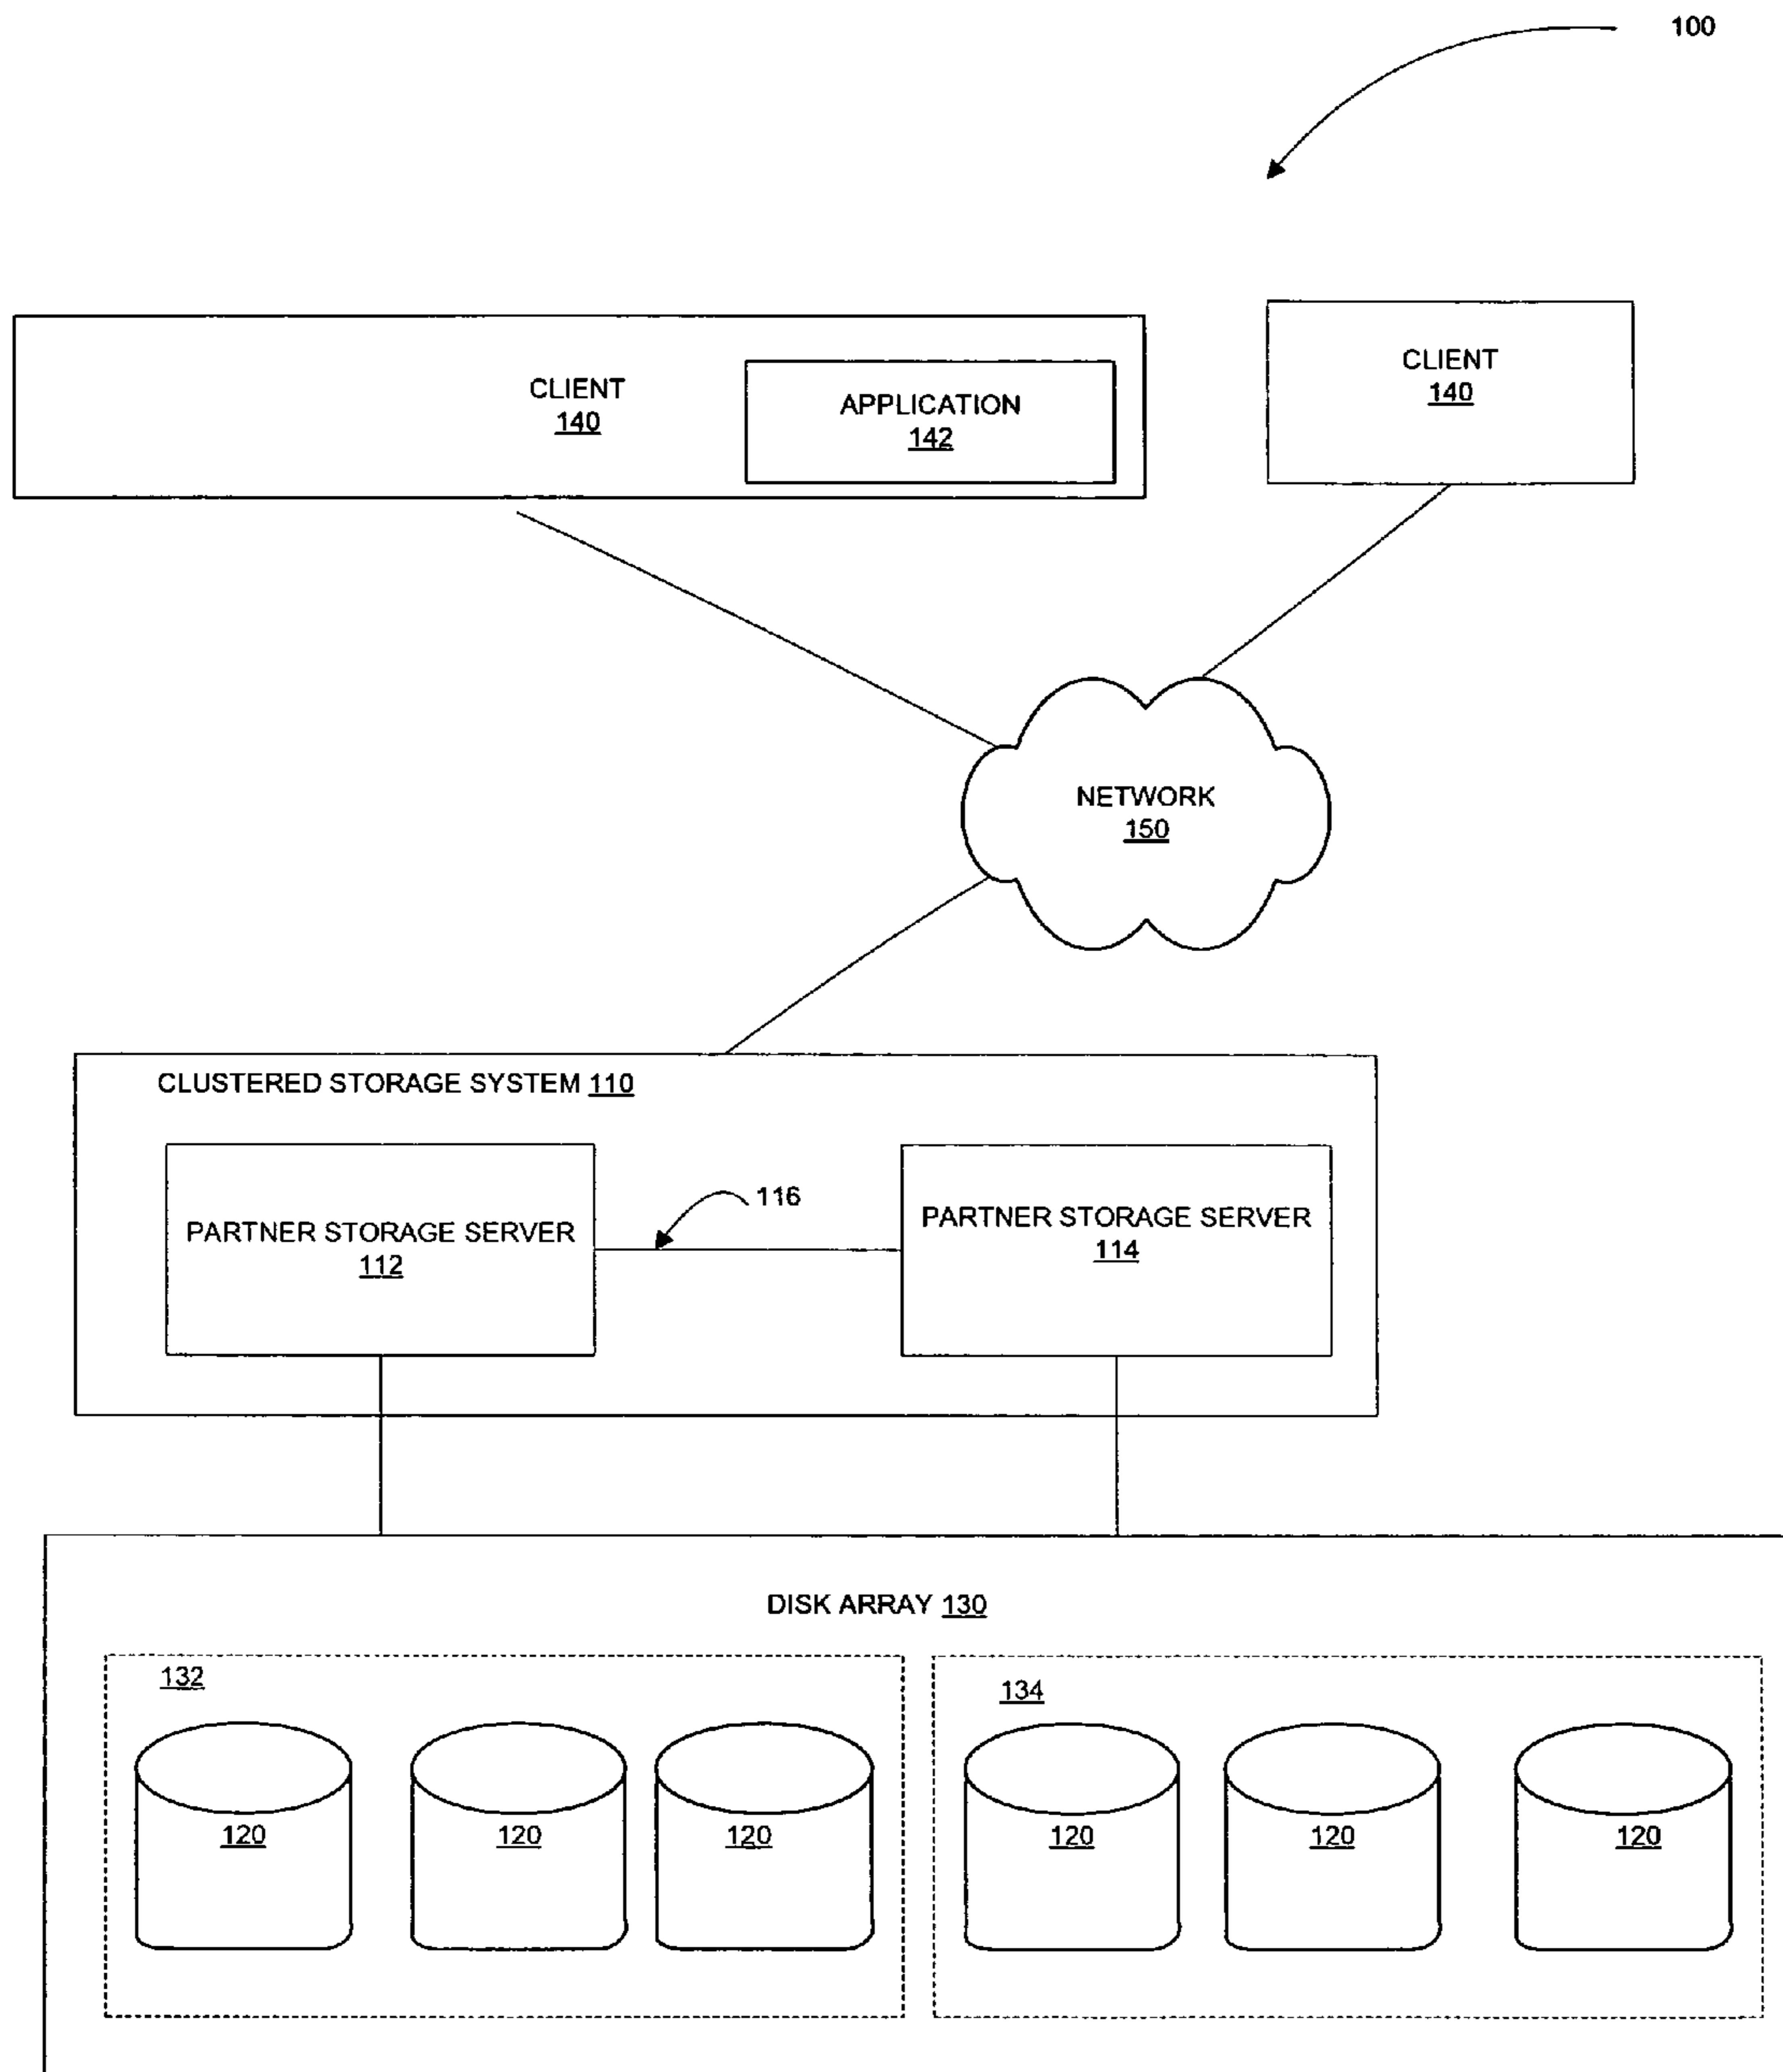 100
CLIENT
140
APPLICATION
142
CLIENT
140
NETWORK
150
CLUSTERED STORAGE SYSTEM 110
PARTNER STORAGE SERVER
112
116
PARTNER STORAGE SERVER
114
DISK ARRAY 130
132
120
120
120
134
120
120
120